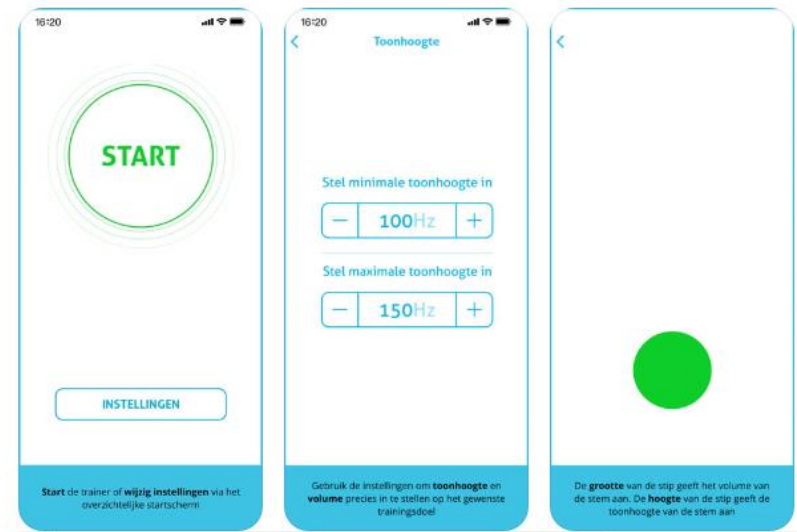 16:20
START
INSTELLINGEN
Start de trainer of wijzig instellingen via het
overzichtelijke startscherm
16:20
Toonhoogte
Stel minimale toonhoogte in
− 100Hz +
Stel maximale toonhoogte in
− 150Hz +
Gebruik de instellingen om toonhoogte en
volume precies in te stellen op het gewenste
trainingsdoel
De grootte van de stip geeft het volume van
de stem aan. De hoogte van de stip geeft de
toonhoogte van de stem aan